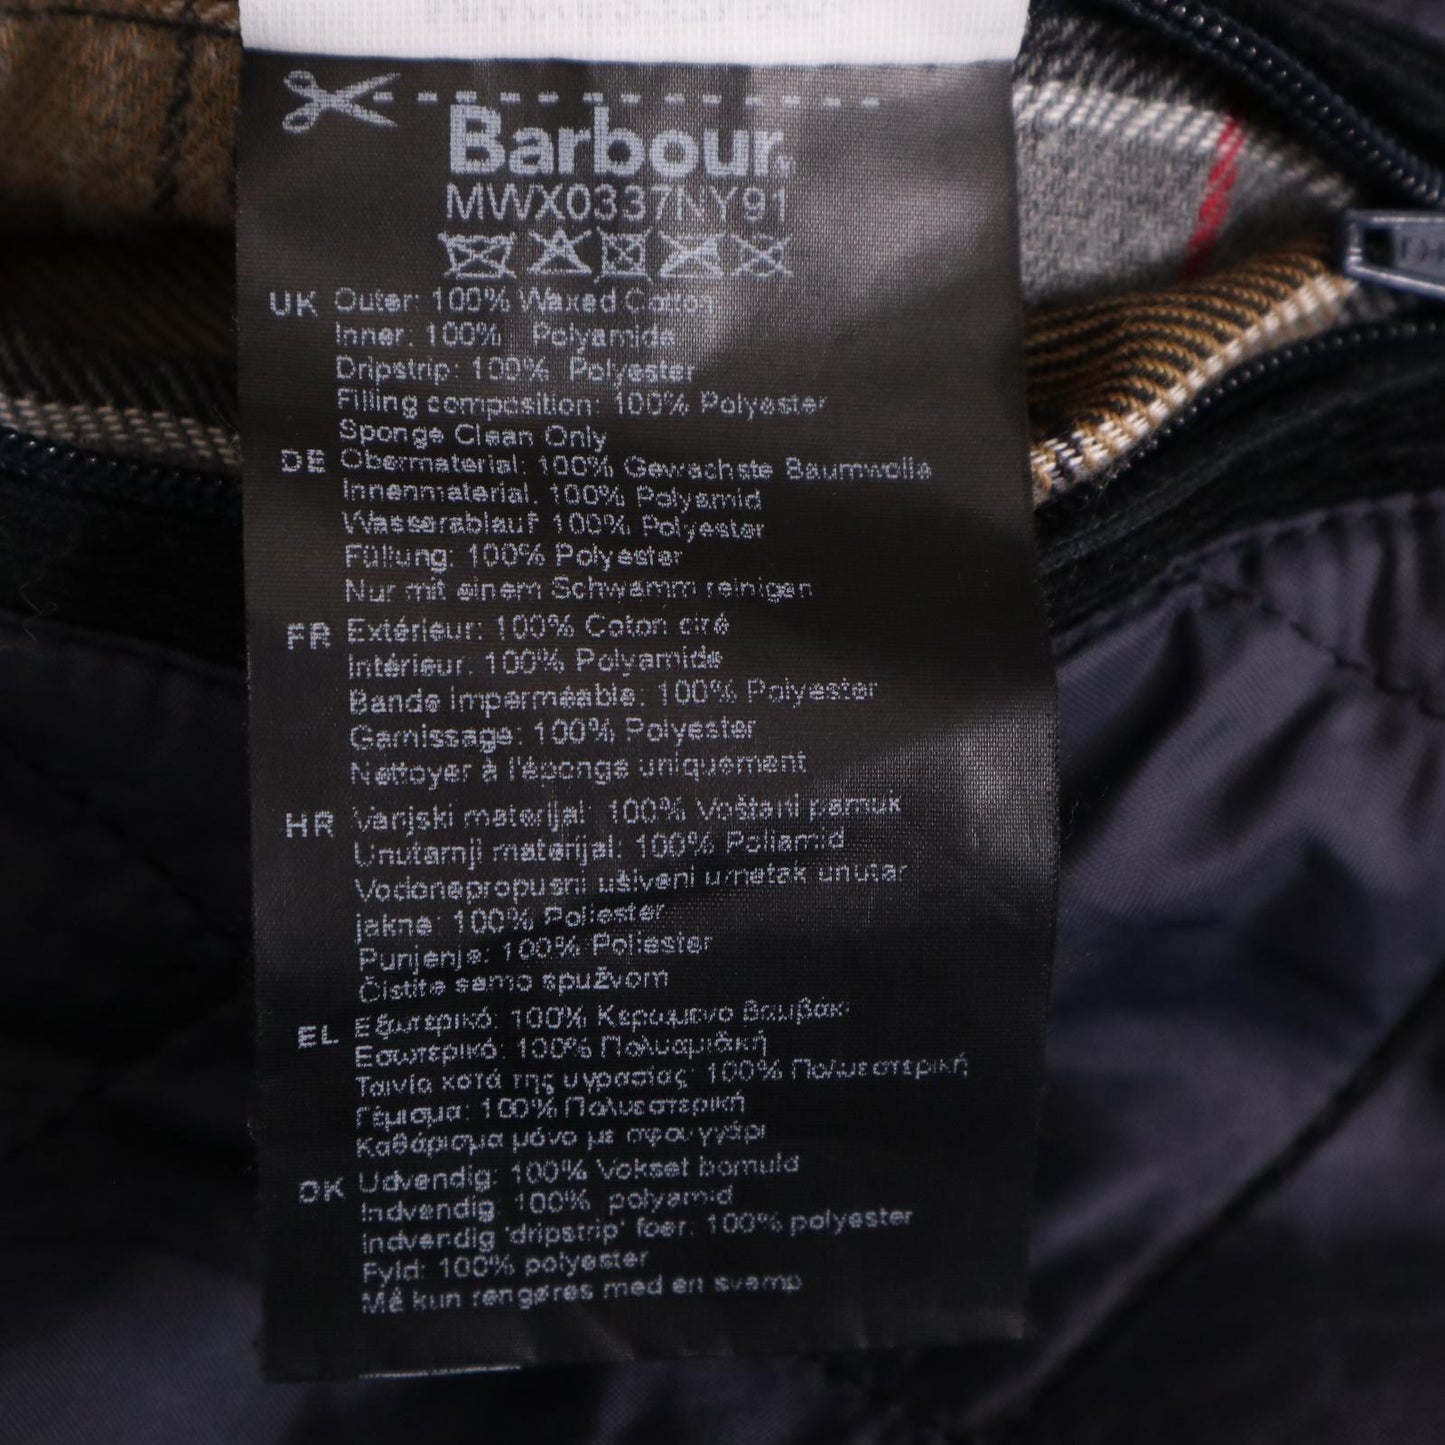 Barbour
MWX0337NY91
UK Outer: 100% Waxed Cotton
Inner: 100% Polyamide
Dripstrip: 100% Polyester
Filling composition: 100% Polyester
Sponge Clean Only
DE Obermaterial: 100% Gewachste Baumwolle
Innenmaterial: 100% Polyamid
Wasserablauf 100% Polyester
Füllung: 100% Polyester
Nur mit einem Schwamm reinigen
FR Extérieur: 100% Coton ciré
Intérieur: 100% Polyamide
Bande imperméable: 100% Polyester
Garnissage: 100% Polyester
Nettoyer à l'éponge uniquement
HR Vanjski materijal: 100% Voštani pamuk
Unutarnji materijal: 100% Poliamid
Vodonepropusni ušiveni umetak unutar
jakne: 100% Poliester
Punjenje: 100% Poliester
Čistite samo spužvom
EL Εξωτερικό: 100% Κερωμενο Βαμβάκι
Εσωτερικό: 100% Πολυαμιδική
Ταινία κατά της υγρασίας: 100% Πολυεστερική
Γέμισμα: 100% Πολυεστερική
Καθάρισμα μόνο με σφουγγάρι
DK Udvendig: 100% Vokset bomuld
Indvendig: 100% polyamid
Indvendig 'dripstrip' foer: 100% polyester
Fyld: 100% polyester
Må kun rengøres med en svamp